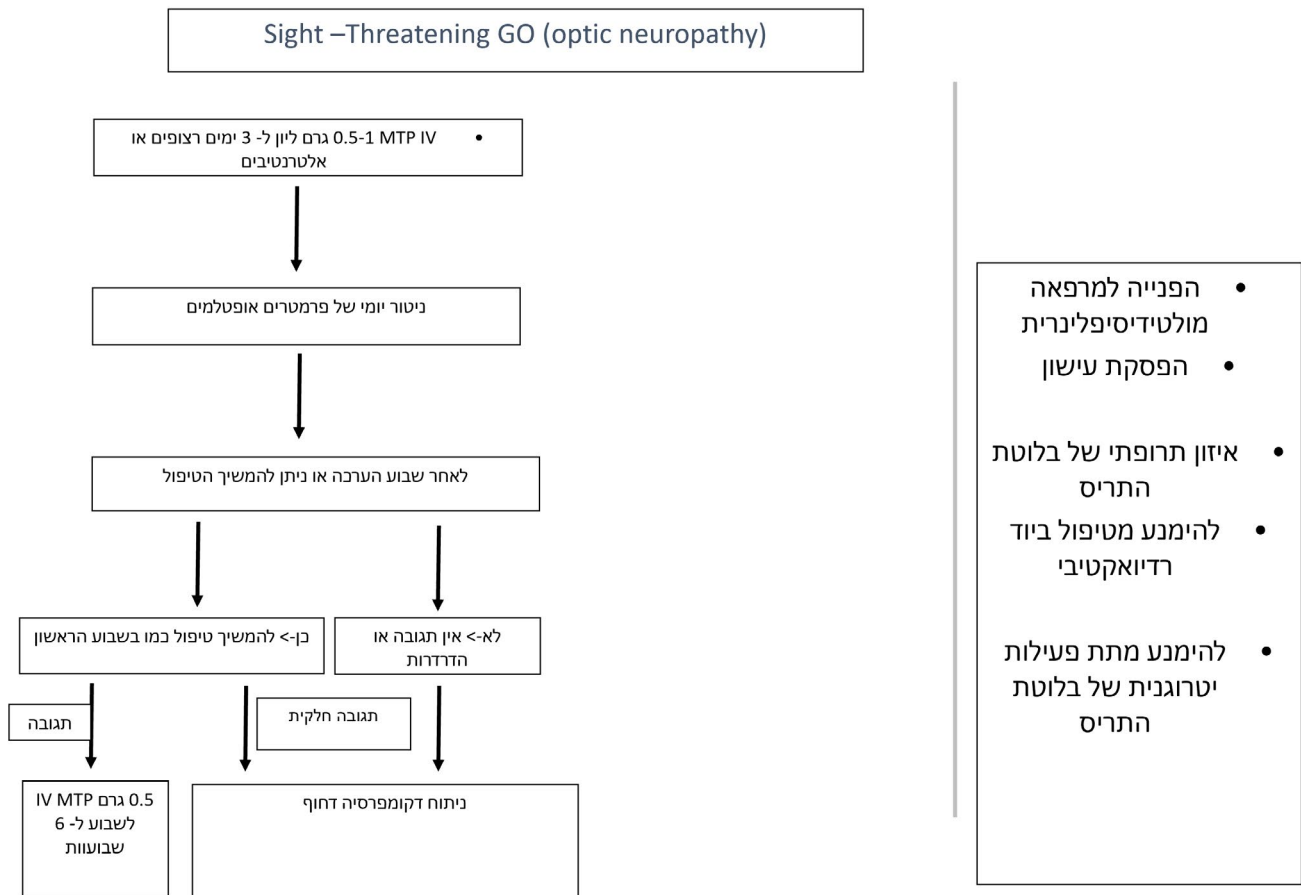 Sight –Threatening GO (optic neuropathy)
• 0.5-1 MTP IV גרם ליון ל- 3 ימים רצופים או
אלטרנטיבים
ניטור יומי של פרמטרים אופטלמים
לאחר שבוע הערכה או ניתן להמשיך הטיפול
לא-> אין תגובה או
הדרדרות
כן-> להמשיך טיפול כמו בשבוע הראשון
תגובה חלקית
תגובה
ניתוח דקומפרסיה דחוף
0.5 גרם IV MTP
לשבוע ל- 6
שבועוות
• הפנייה למרפאה
מולטידיסיפלינרית
• הפסקת עישון
• איזון תרופתי של בלוטת
התריס
• להימנע מטיפול ביוד
רדיואקטיבי
• להימנע מתת פעילות
יטרוגנית של בלוטת
התריס